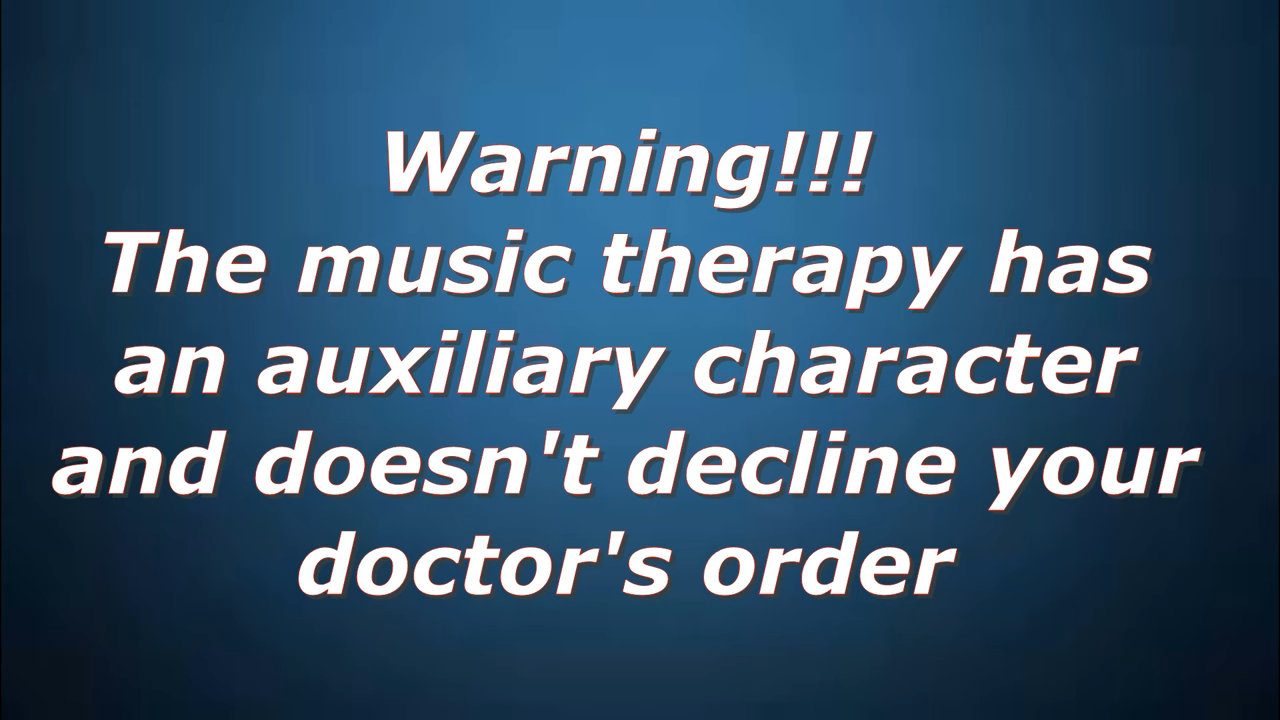 Warning!!!
The music therapy has
an auxiliary character
and doesn't decline your
doctor's order